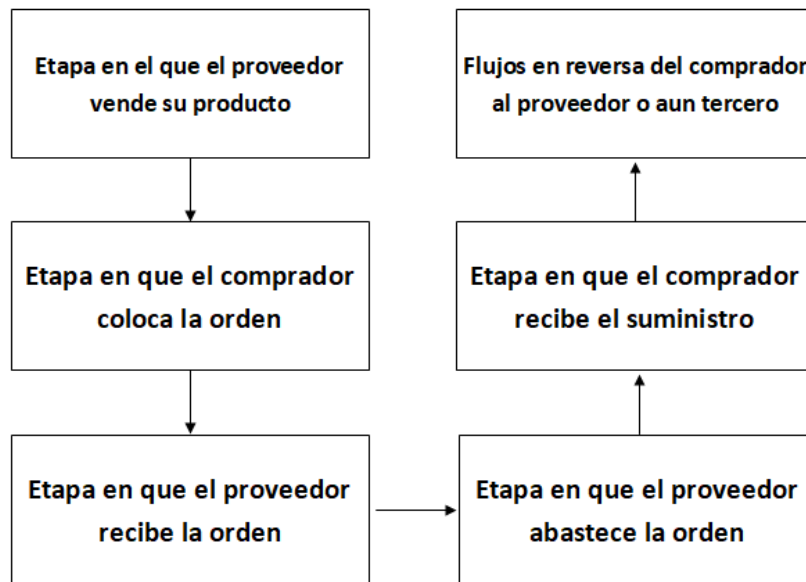 Etapa en el que el proveedor
vende su producto
Etapa en que el comprador
coloca la orden
Etapa en que el proveedor
recibe la orden
Etapa en que el proveedor
abastece la orden
Etapa en que el comprador
recibe el suministro
Flujos en reversa del comprador
al proveedor o aun tercero